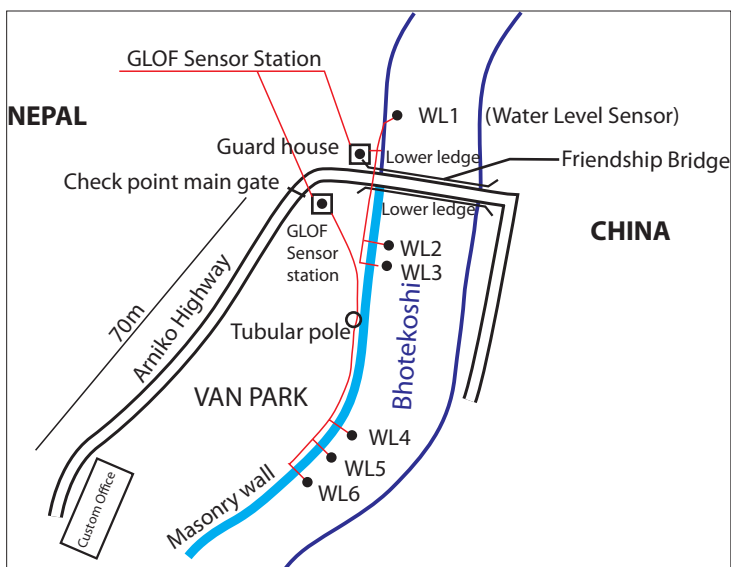 GLOF Sensor Station
NEPAL
WL1 (Water Level Sensor)
Guard house
Lower ledge
Friendship Bridge
Check point main gate
Lower ledge
GLOF
Sensor
station
CHINA
WL2
WL3
70m
Arniko Highway
Tubular pole
Bhotekoshi
VAN PARK
WL4
WL5
WL6
Masonry wall
Custom Office